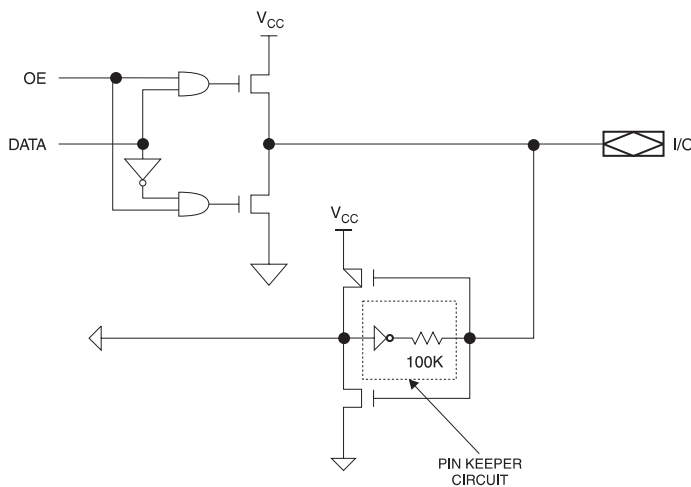 VCC
OE
DATA
I/O
VCC
100K
PIN KEEPER
CIRCUIT